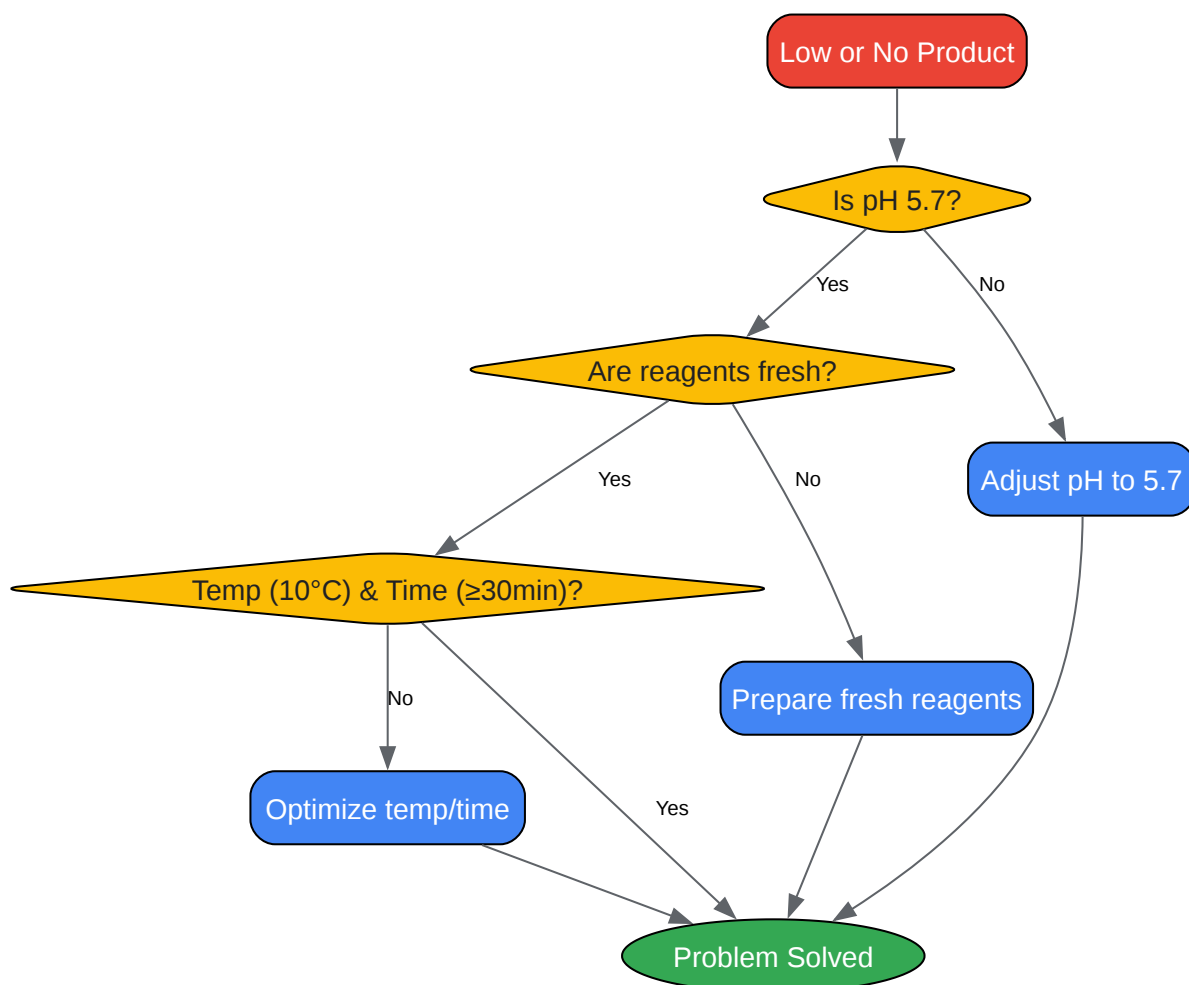 Low or No Product
Is pH 5.7?
Yes
No
Are reagents fresh?
Yes
No
Adjust pH to 5.7
Temp (10°C) & Time (≥30min)?
No
Prepare fresh reagents
Optimize temp/time
Yes
Problem Solved